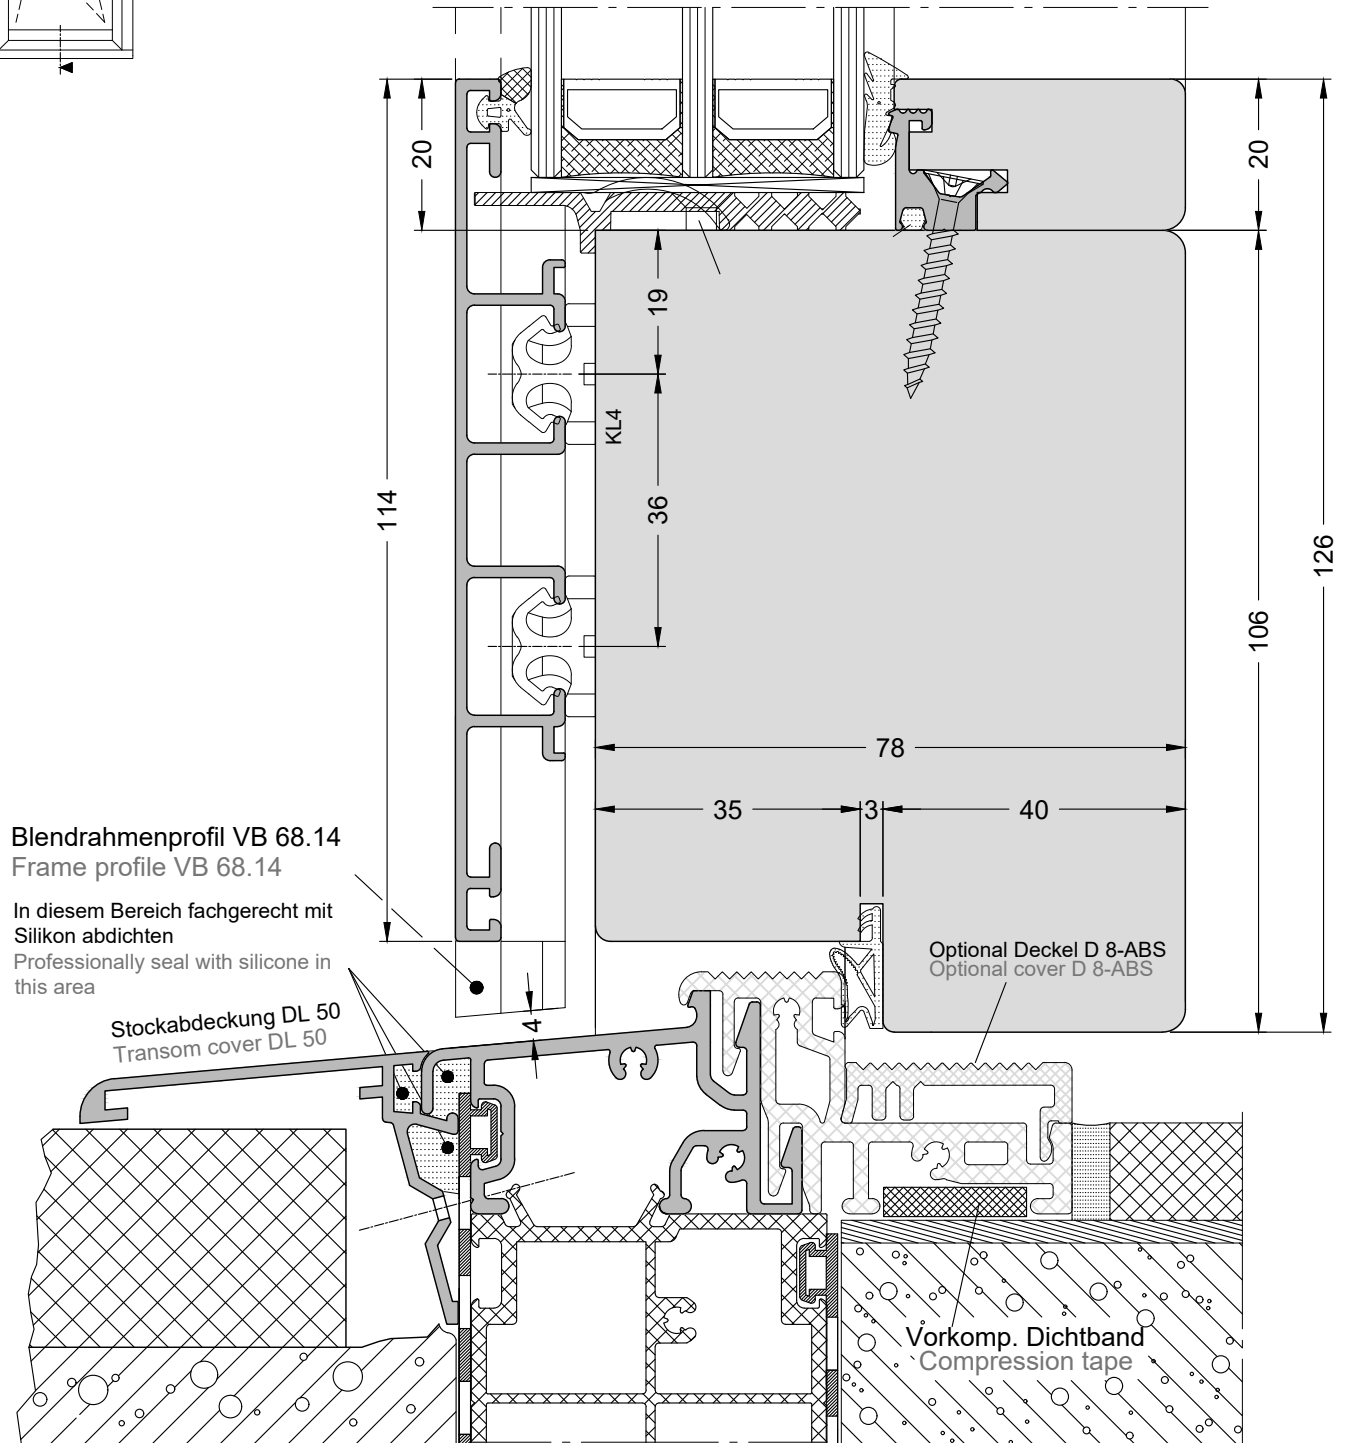 20
20
19
KL4
36
114
126
106
78
35
3
40
Blendrahmenprofil VB 68.14
Frame profile VB 68.14
In diesem Bereich fachgerecht mit
Silikon abdichten
Professionally seal with silicone in
this area
Optional Deckel D 8-ABS
Optional cover D 8-ABS
Stockabdeckung DL 50
Transom cover DL 50
4
Vorkomp. Dichtband
Compression tape